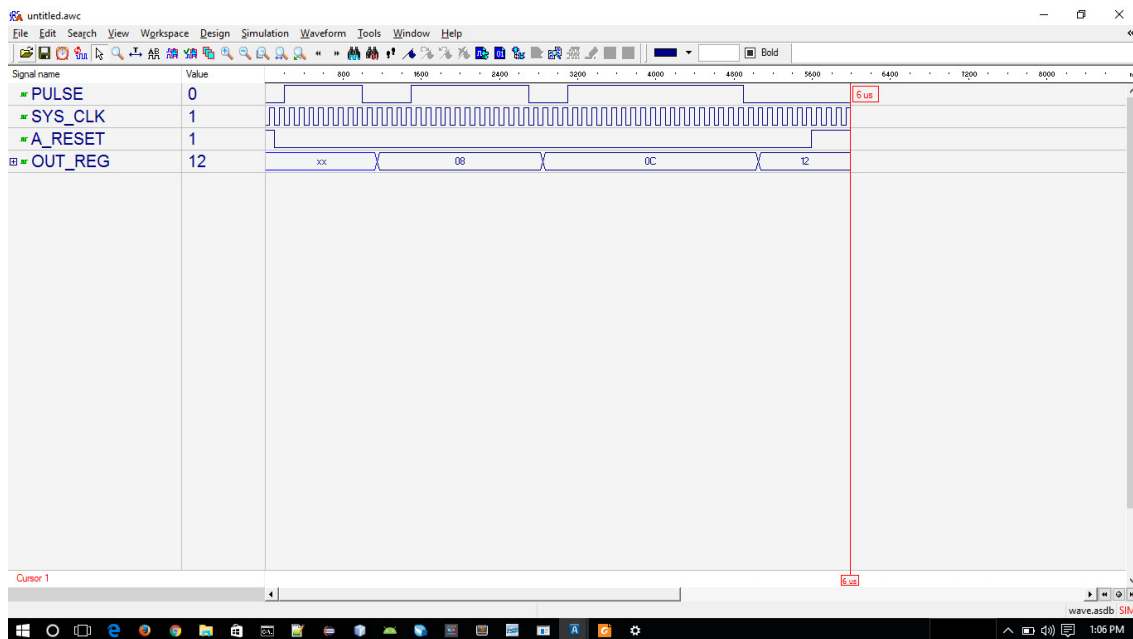 untitled.awc
File Edit Search View Workspace Design Simulation Waveform Tools Window Help
Bold
Signal name Value 800 1600 2400 3200 4000 4800 5600 6400 7200 8000
PULSE 0 6 us
SYS_CLK 1
A_RESET 1
OUT_REG 12 xx 08 0C 12
Cursor 1 6 us
wave.asdb SIM
1:06 PM